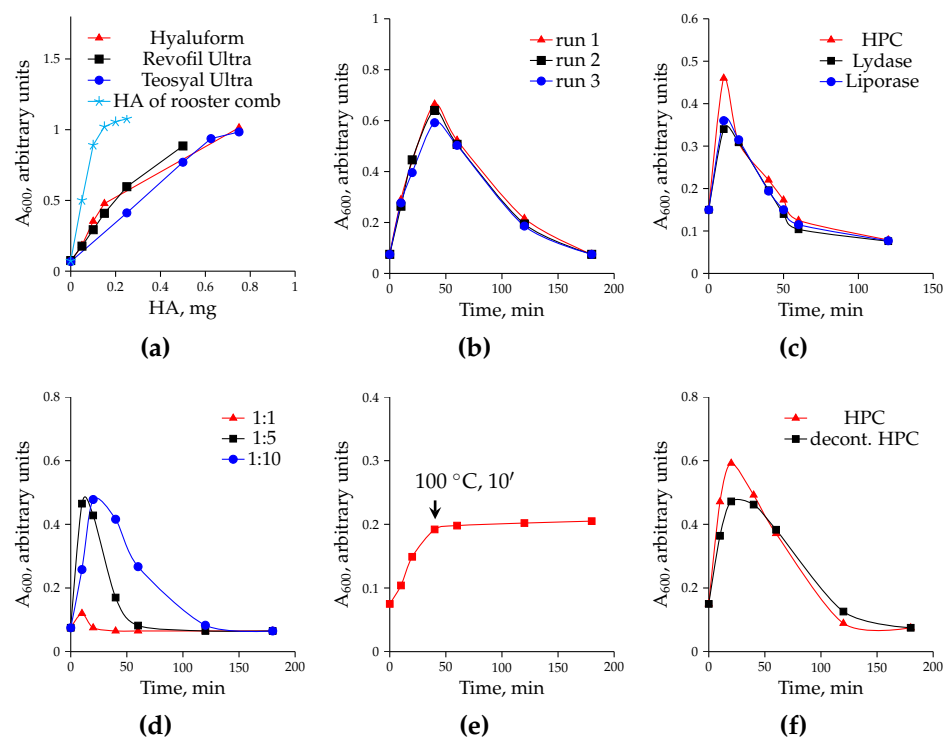 A₆₀₀, arbitrary units
1.5
1
0.5
0
0 0.2 0.4 0.6 0.8 1
HA, mg
Hyaluform
Revofil Ultra
Teosyal Ultra
HA of rooster comb
(a)
A₆₀₀, arbitrary units
1
0.8
0.6
0.4
0.2
0
0 50 100 150 200
Time, min
run 1
run 2
run 3
(b)
A₆₀₀, arbitrary units
0.6
0.5
0.3
0.2
0.1
0
0 50 100 150
Time, min
HPC
Lydase
Liporase
(c)
A₆₀₀, arbitrary units
0.8
0.6
0.4
0.2
0
0 50 100 150 200
Time, min
1:1
1:5
1:10
(d)
A₆₀₀, arbitrary units
0.4
0.3
0.2
0.1
0
0 50 100 150 200
Time, min
100 °C, 10′
(e)
A₆₀₀, arbitrary units
0.8
0.6
0.4
0.2
0
0 50 100 150 200
Time, min
HPC
decont. HPC
(f)